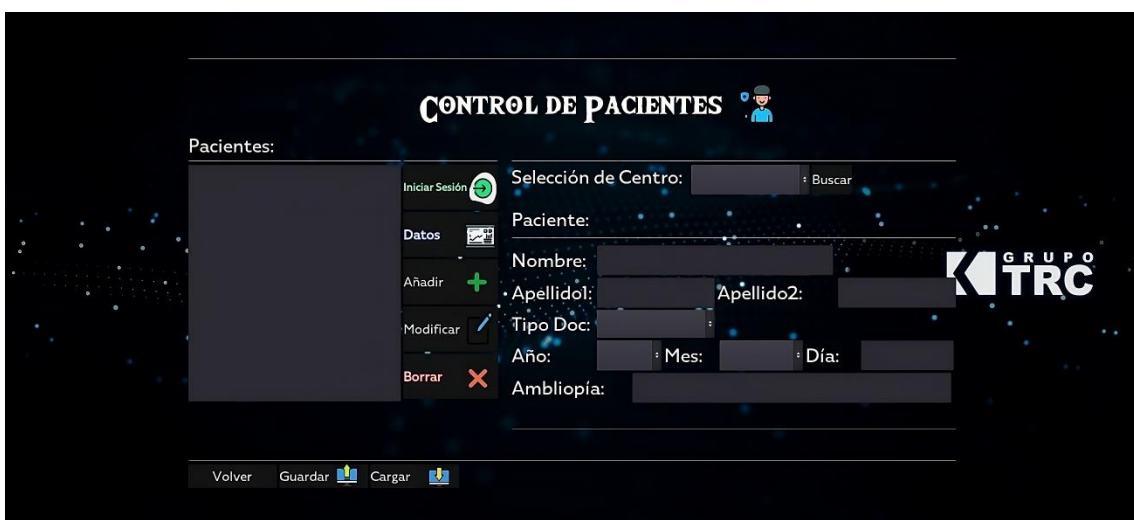 CONTROL DE PACIENTES
Pacientes:
Iniciar Sesión
Datos
Añadir
Modificar
Borrar
Selección de Centro: Buscar
Paciente:
Nombre:
Apellido1: Apellido2:
Tipo Doc:
Año: Mes: Día:
Ambliopía:
GRUPO
TRC
Volver Guardar Cargar